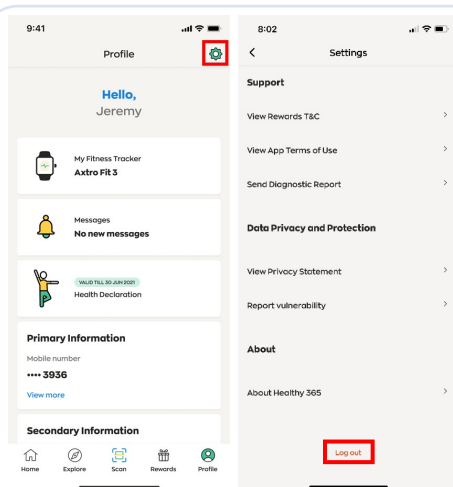 9:41
Profile
Hello,
Jeremy
My Fitness Tracker
Axtro Fit 3
Messages
No new messages
VALID TILL 30 JUN 2021
Health Declaration
Primary Information
Mobile number
•••• 3936
View more
Secondary Information
Home Explore Scan Rewards Profile
8:02
Settings
Support
View Rewards T&C
View App Terms of Use
Send Diagnostic Report
Data Privacy and Protection
View Privacy Statement
Report vulnerability
About
About Healthy 365
Log out